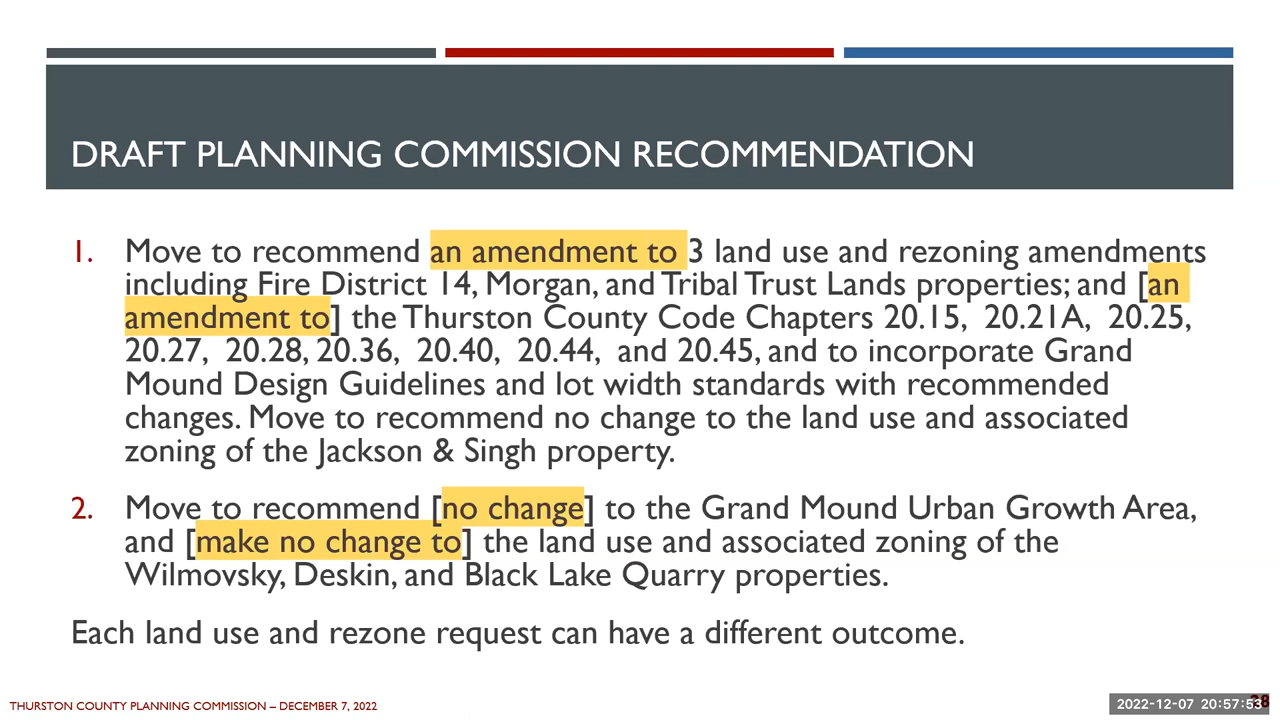 DRAFT PLANNING COMMISSION RECOMMENDATION
1. Move to recommend an amendment to 3 land use and rezoning amendments
including Fire District 14, Morgan, and Tribal Trust Lands properties; and [an
amendment to] the Thurston County Code Chapters 20.15, 20.21A, 20.25,
20.27, 20.28, 20.36, 20.40, 20.44, and 20.45, and to incorporate Grand
Mound Design Guidelines and lot width standards with recommended
changes. Move to recommend no change to the land use and associated
zoning of the Jackson & Singh property.
2. Move to recommend [no change] to the Grand Mound Urban Growth Area,
and [make no change to] the land use and associated zoning of the
Wilmovsky, Deskin, and Black Lake Quarry properties.
Each land use and rezone request can have a different outcome.
THURSTON COUNTY PLANNING COMMISSION – DECEMBER 7, 2022
2022-12-07 20:57:53